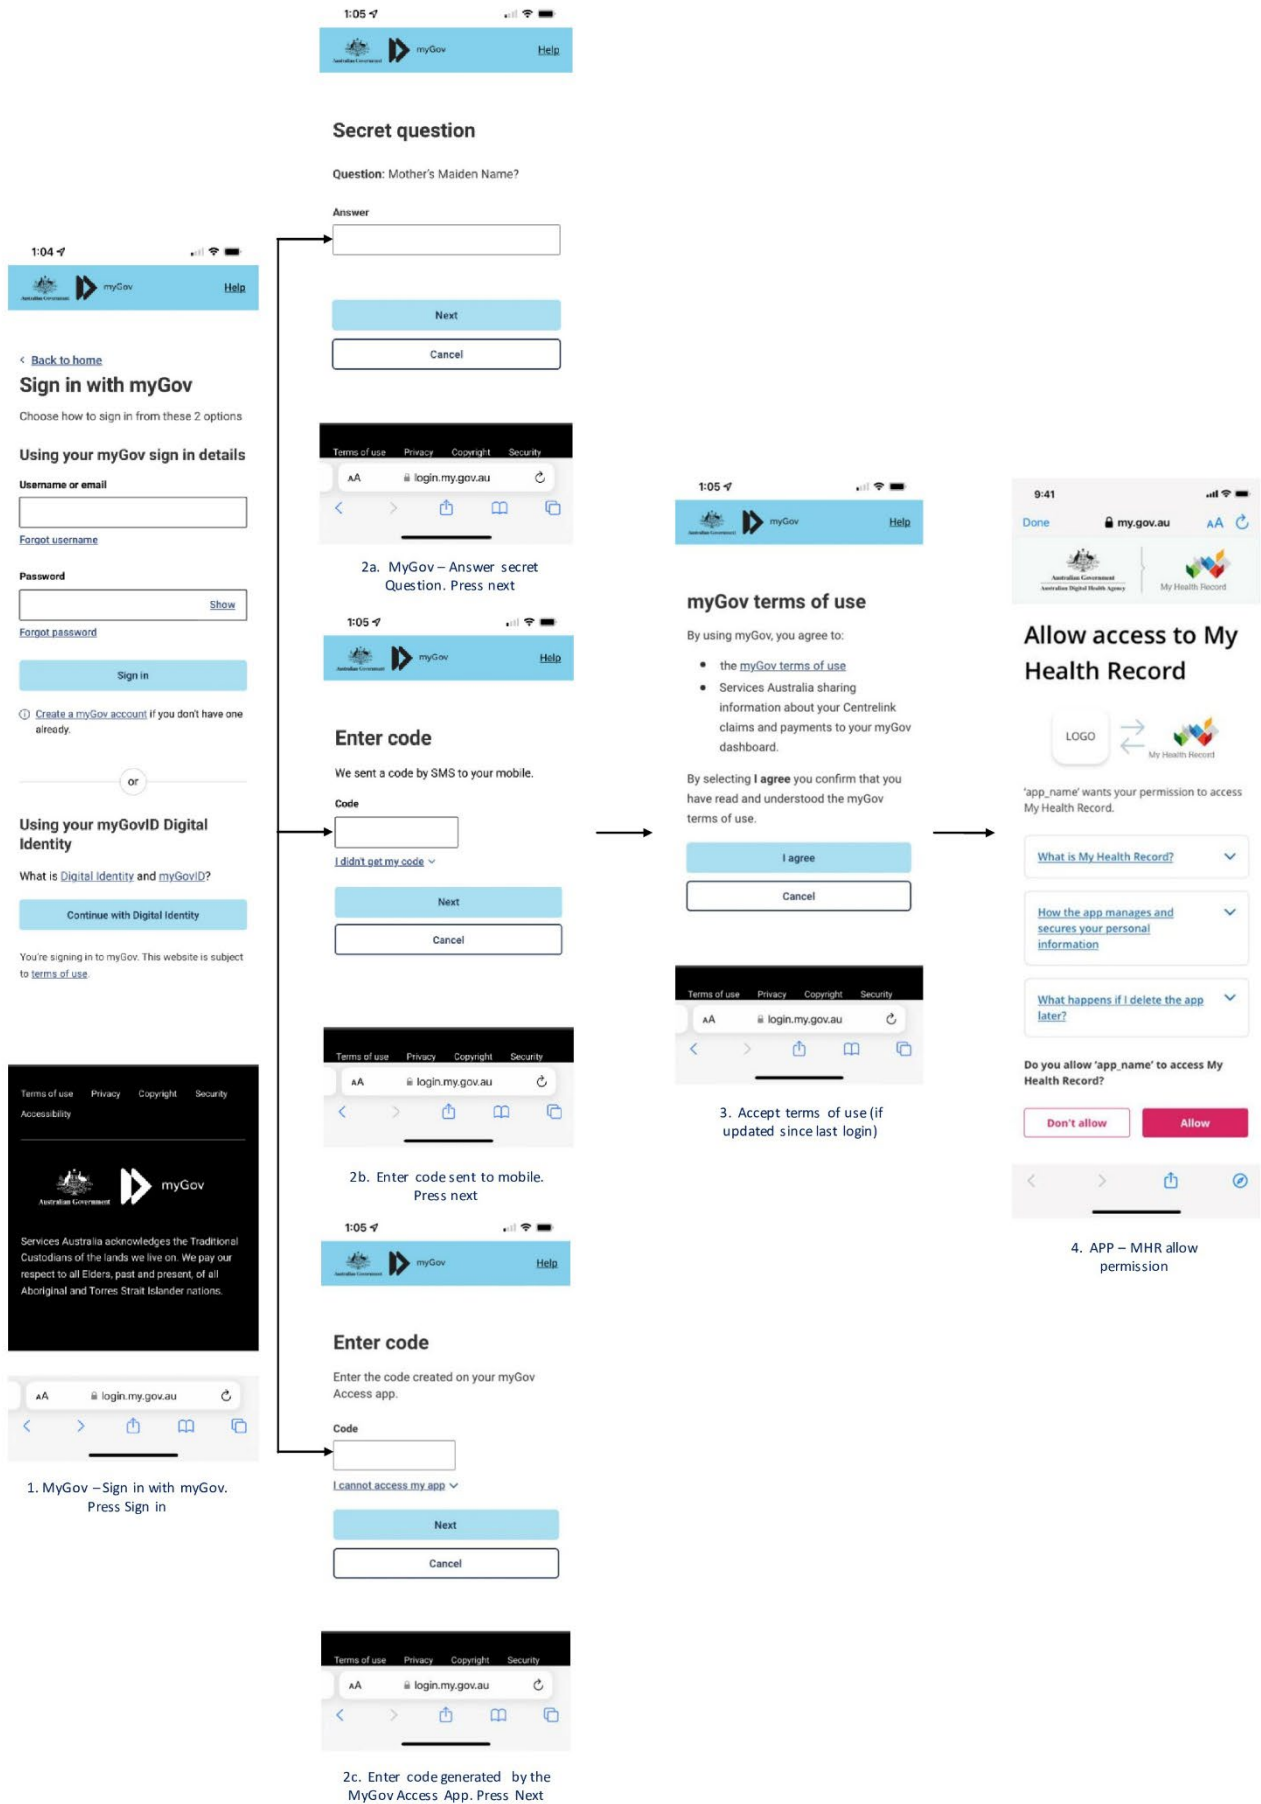 1:04
Australian Government
myGov
Help
< Back to home
Sign in with myGov
Choose how to sign in from these 2 options
Using your myGov sign in details
Username or email
Forgot username
Password
Show
Forgot password
Sign in
Create a myGov account if you don't have one
already.
or
Using your myGovID Digital
Identity
What is Digital Identity and myGovID?
Continue with Digital Identity
You're signing in to myGov. This website is subject
to terms of use.
Terms of use Privacy Copyright Security
Accessibility
Australian Government
myGov
Services Australia acknowledges the Traditional
Custodians of the lands we live on. We pay our
respect to all Elders, past and present, of all
Aboriginal and Torres Strait Islander nations.
AA login.my.gov.au
1. MyGov – Sign in with myGov.
Press Sign in
1:05
Australian Government
myGov
Help
Secret question
Question: Mother's Maiden Name?
Answer
Next
Cancel
Terms of use Privacy Copyright Security
AA login.my.gov.au
2a. MyGov – Answer secret
Question. Press next
1:05
Australian Government
myGov
Help
Enter code
We sent a code by SMS to your mobile.
Code
I didn't get my code
Next
Cancel
Terms of use Privacy Copyright Security
AA login.my.gov.au
2b. Enter code sent to mobile.
Press next
1:05
Australian Government
myGov
Help
Enter code
Enter the code created on your myGov
Access app.
Code
I cannot access my app
Next
Cancel
Terms of use Privacy Copyright Security
AA login.my.gov.au
2c. Enter code generated by the
MyGov Access App. Press Next
1:05
Australian Government
myGov
Help
myGov terms of use
By using myGov, you agree to:
• the myGov terms of use
• Services Australia sharing
information about your Centrelink
claims and payments to your myGov
dashboard.
By selecting I agree you confirm that you
have read and understood the myGov
terms of use.
I agree
Cancel
Terms of use Privacy Copyright Security
AA login.my.gov.au
3. Accept terms of use (if
updated since last login)
9:41
Done my.gov.au AA
Australian Government
Australian Digital Health Agency
My Health Record
Allow access to My
Health Record
LOGO
My Health Record
'app_name' wants your permission to access
My Health Record.
What is My Health Record?
How the app manages and
secures your personal
information
What happens if I delete the app
later?
Do you allow 'app_name' to access My
Health Record?
Don't allow
Allow
4. APP – MHR allow
permission